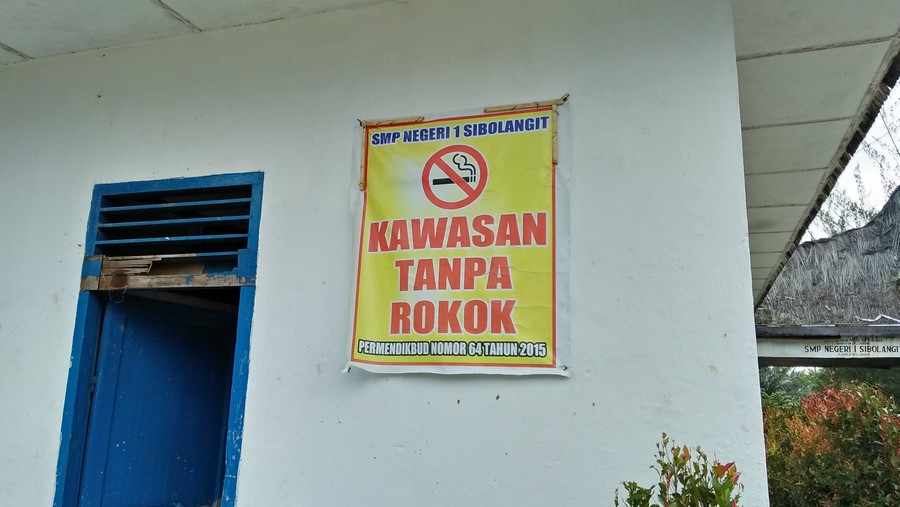 SMP NEGERI 1 SIBOLANGIT
KAWASAN
TANPA
ROKOK
PERMENDIKBUD NOMOR 64 TAHUN 2015
SMP NEGERI 1 SIBOLANGIT